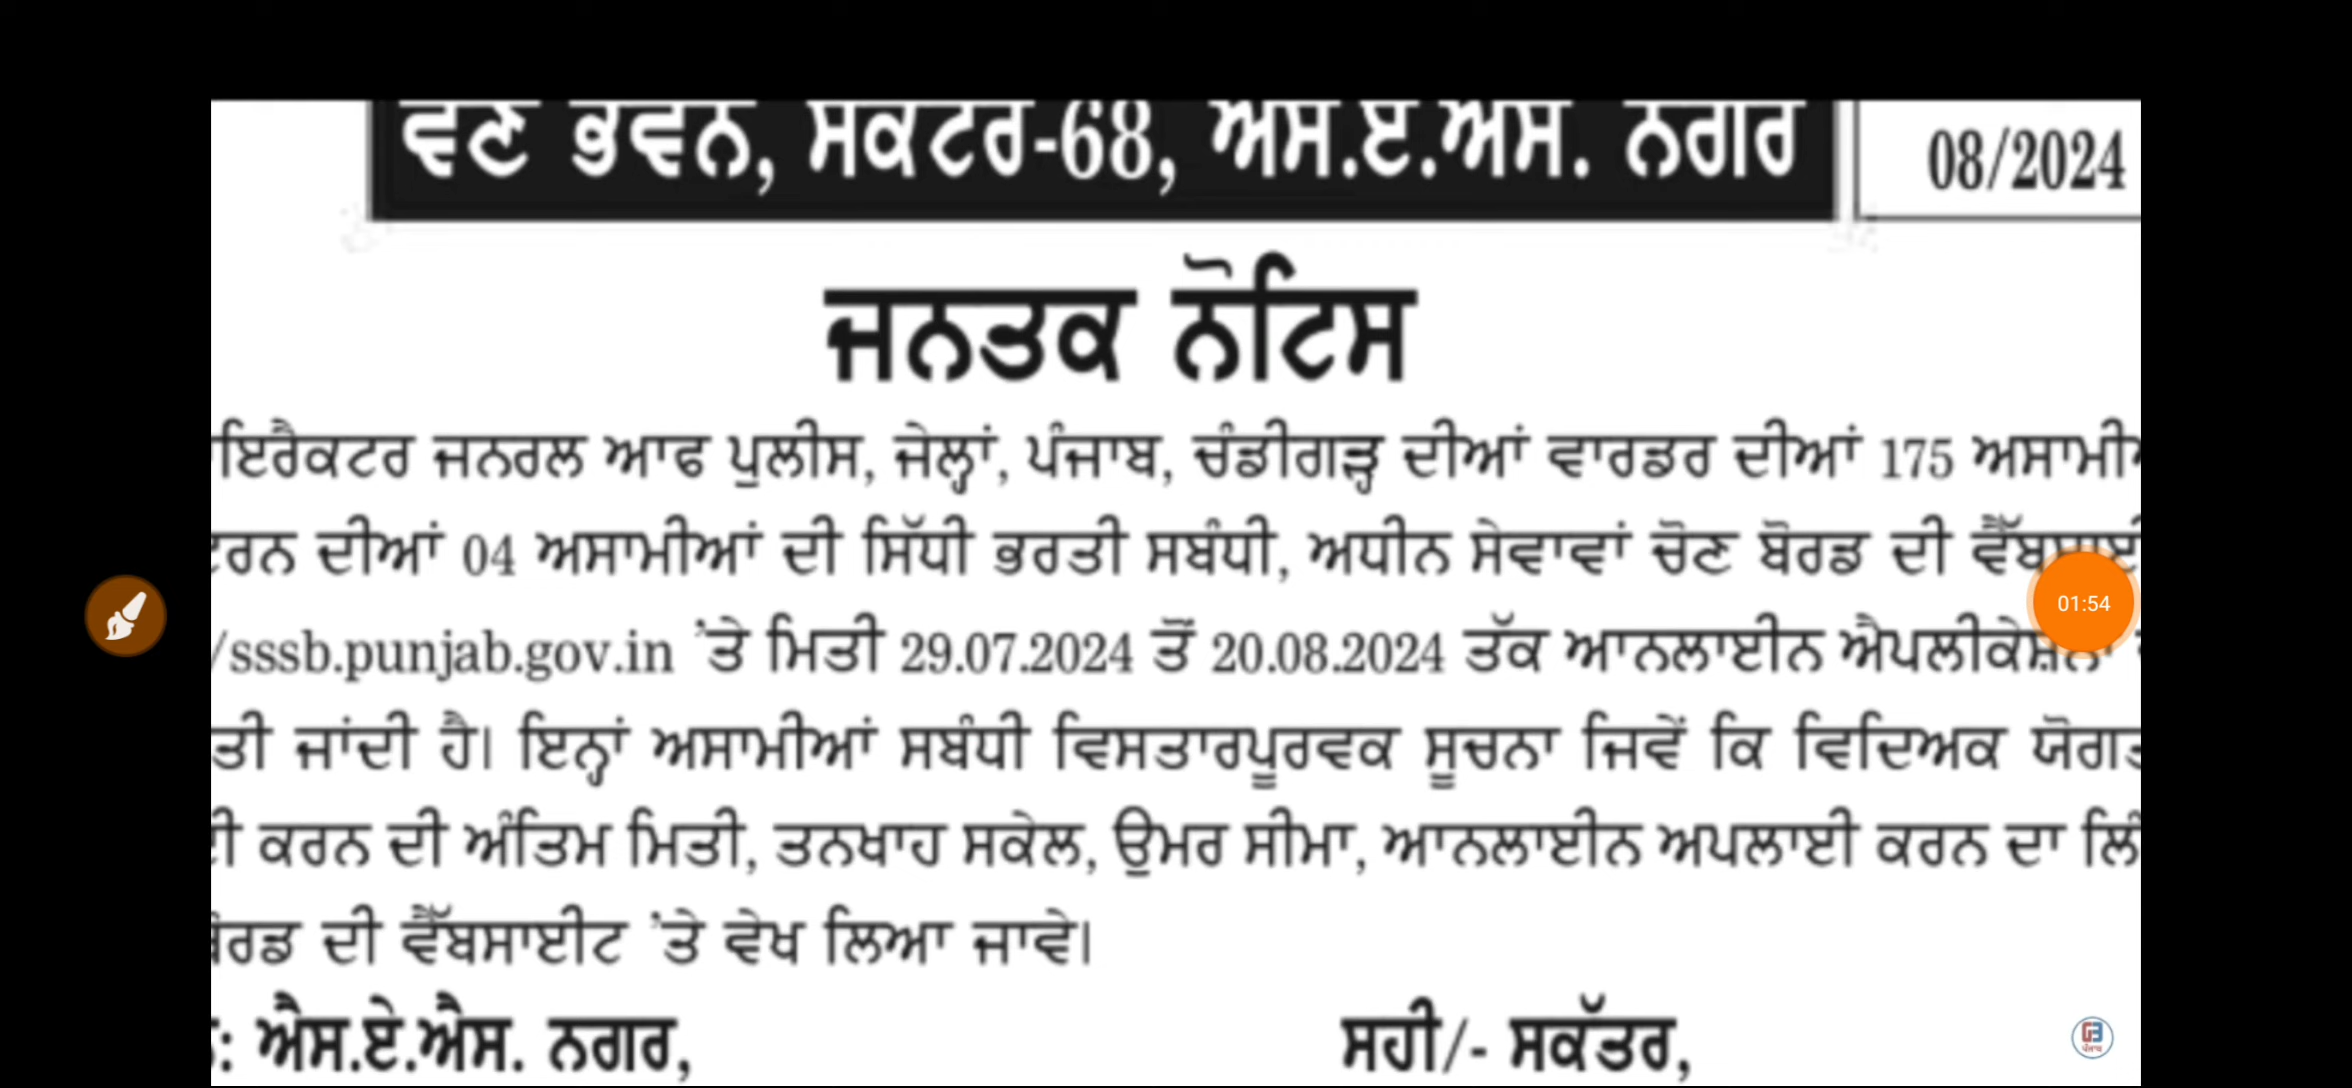 ਵਣ ਭਵਨ, ਸੈਕਟਰ-68, ਐਸ.ਏ.ਐਸ. ਨਗਰ
08/2024
ਜਨਤਕ ਨੋਟਿਸ
ਾਇਰੈਕਟਰ ਜਨਰਲ ਆਫ ਪੁਲੀਸ, ਜੇਲ੍ਹਾਂ, ਪੰਜਾਬ, ਚੰਡੀਗੜ੍ਹ ਦੀਆਂ ਵਾਰਡਰ ਦੀਆਂ 175 ਅਸਾਮੀ
ਰਨ ਦੀਆਂ 04 ਅਸਾਮੀਆਂ ਦੀ ਸਿੱਧੀ ਭਰਤੀ ਸਬੰਧੀ, ਅਧੀਨ ਸੇਵਾਵਾਂ ਚੋਣ ਬੋਰਡ ਦੀ
/sssb.punjab.gov.in 'ਤੇ ਮਿਤੀ 29.07.2024 ਤੋਂ 20.08.2024 ਤੱਕ ਆਨਲਾਈਨ ਐਪਲੀਕੇਸ਼ਨਾਂ
ਤੀ ਜਾਂਦੀ ਹੈ। ਇਨ੍ਹਾਂ ਅਸਾਮੀਆਂ ਸਬੰਧੀ ਵਿਸਤਾਰਪੂਰਵਕ ਸੂਚਨਾ ਜਿਵੇਂ ਕਿ ਵਿਦਿਅਕ ਯੋਗਤ
ਈ ਕਰਨ ਦੀ ਅੰਤਿਮ ਮਿਤੀ, ਤਨਖਾਹ ਸਕੇਲ, ਉਮਰ ਸੀਮਾ, ਆਨਲਾਈਨ ਅਪਲਾਈ ਕਰਨ ਦਾ ਲਿੰ
ਬੋਰਡ ਦੀ ਵੈੱਬਸਾਈਟ 'ਤੇ ਵੇਖ ਲਿਆ ਜਾਵੇ।
: ਐਸ.ਏ.ਐਸ. ਨਗਰ,
ਸਹੀ/- ਸਕੱਤਰ,
01:54
ਪੰਜਾਬ